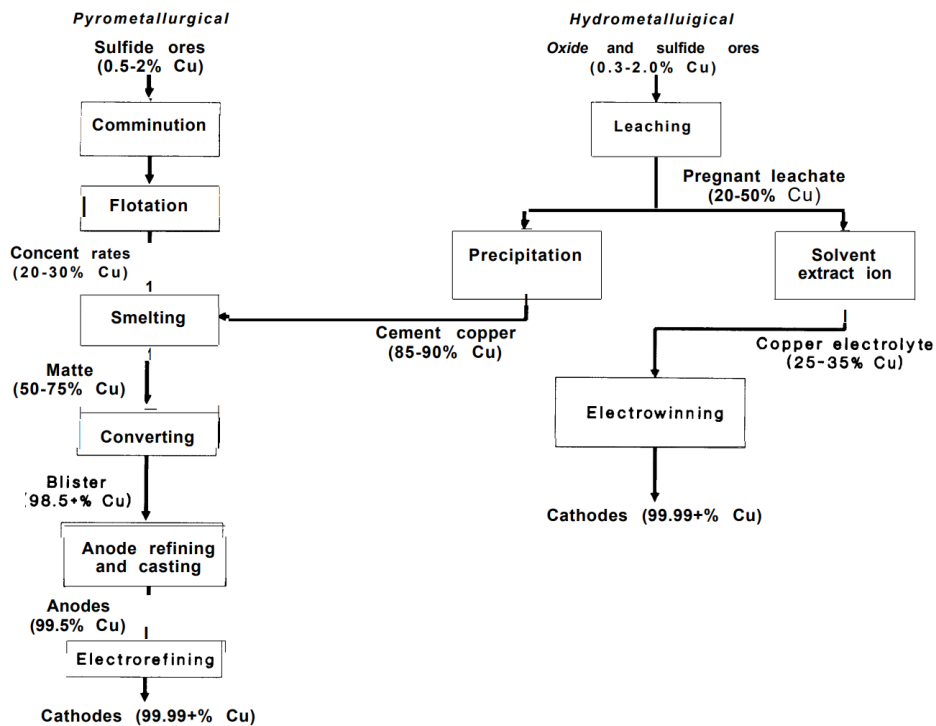 Pyrometallurgical
Sulfide ores
(0.5-2% Cu)
Comminution
Flotation
Concent rates
(20-30% Cu)
Smelting
Matte
(50-75% Cu)
Converting
Blister
(98.5+% Cu)
Anode refining
and casting
Anodes
(99.5% Cu)
Electrorefining
Cathodes (99.99+% Cu)
Hydrometalluigical
Oxide and sulfide ores
(0.3-2.0% Cu)
Leaching
Pregnant leachate
(20-50% Cu)
Precipitation
Cement copper
(85-90% Cu)
Solvent
extract ion
Copper electrolyte
(25-35% Cu)
Electrowinning
Cathodes (99.99+% Cu)